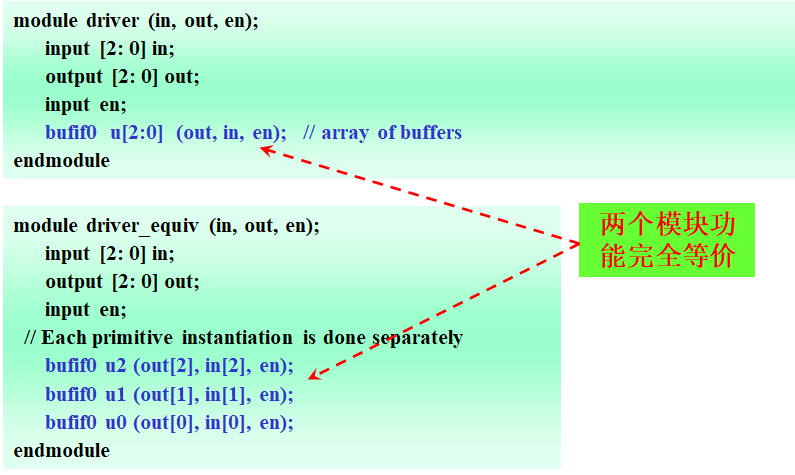 module driver (in, out, en);
input [2: 0] in;
output [2: 0] out;
input en;
bufif0 u[2:0] (out, in, en); // array of buffers
endmodule
module driver_equiv (in, out, en);
input [2: 0] in;
output [2: 0] out;
input en;
// Each primitive instantiation is done separately
bufif0 u2 (out[2], in[2], en);
bufif0 u1 (out[1], in[1], en);
bufif0 u0 (out[0], in[0], en);
endmodule
两个模块功
能完全等价